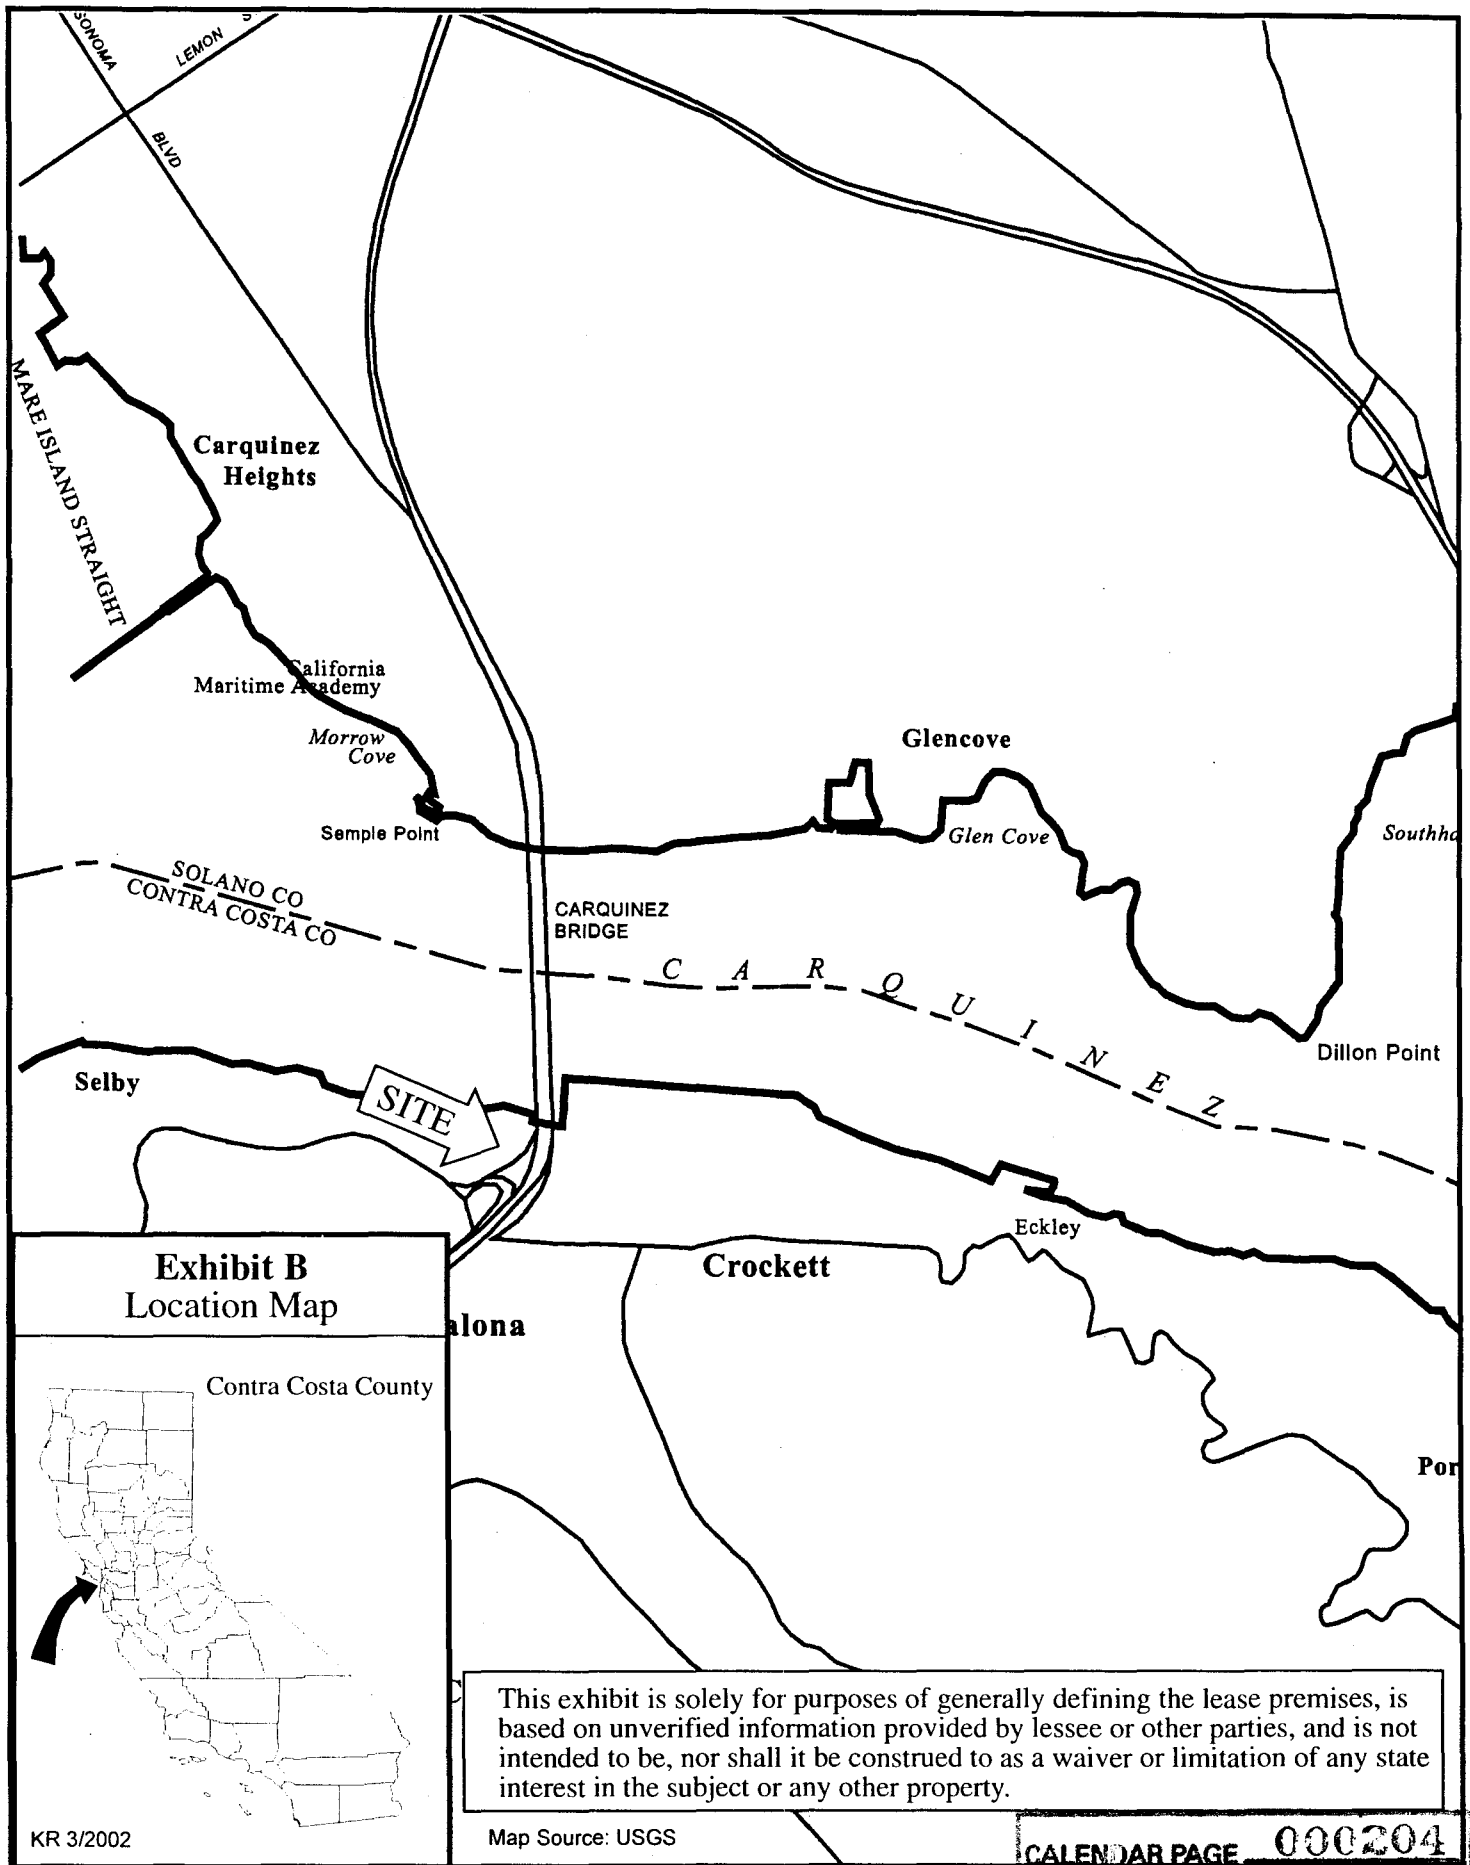 SONOMA
BLVD
LEMON
MARE ISLAND STRAIGHT
Carquinez
Heights
California
Maritime Academy
Morrow
Cove
Semple Point
Glencove
Glen Cove
Southha
SOLANO CO
CONTRA COSTA CO
CARQUINEZ
BRIDGE
C A R Q U I N E Z
Dillon Point
Selby
SITE
Eckley
Crockett
alona
Por
Exhibit B
Location Map
Contra Costa County
KR 3/2002
This exhibit is solely for purposes of generally defining the lease premises, is
based on unverified information provided by lessee or other parties, and is not
intended to be, nor shall it be construed to as a waiver or limitation of any state
interest in the subject or any other property.
Map Source: USGS
CALENDAR PAGE 000204